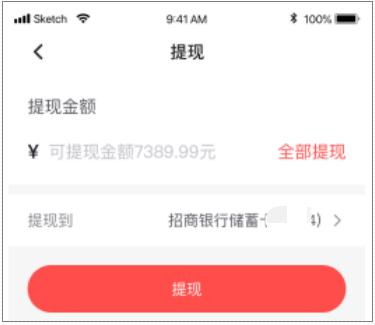 Sketch 9:41 AM 100%
提现
提现金额
¥ 可提现金额7389.99元 全部提现
提现到 招商银行储蓄 4)
提现